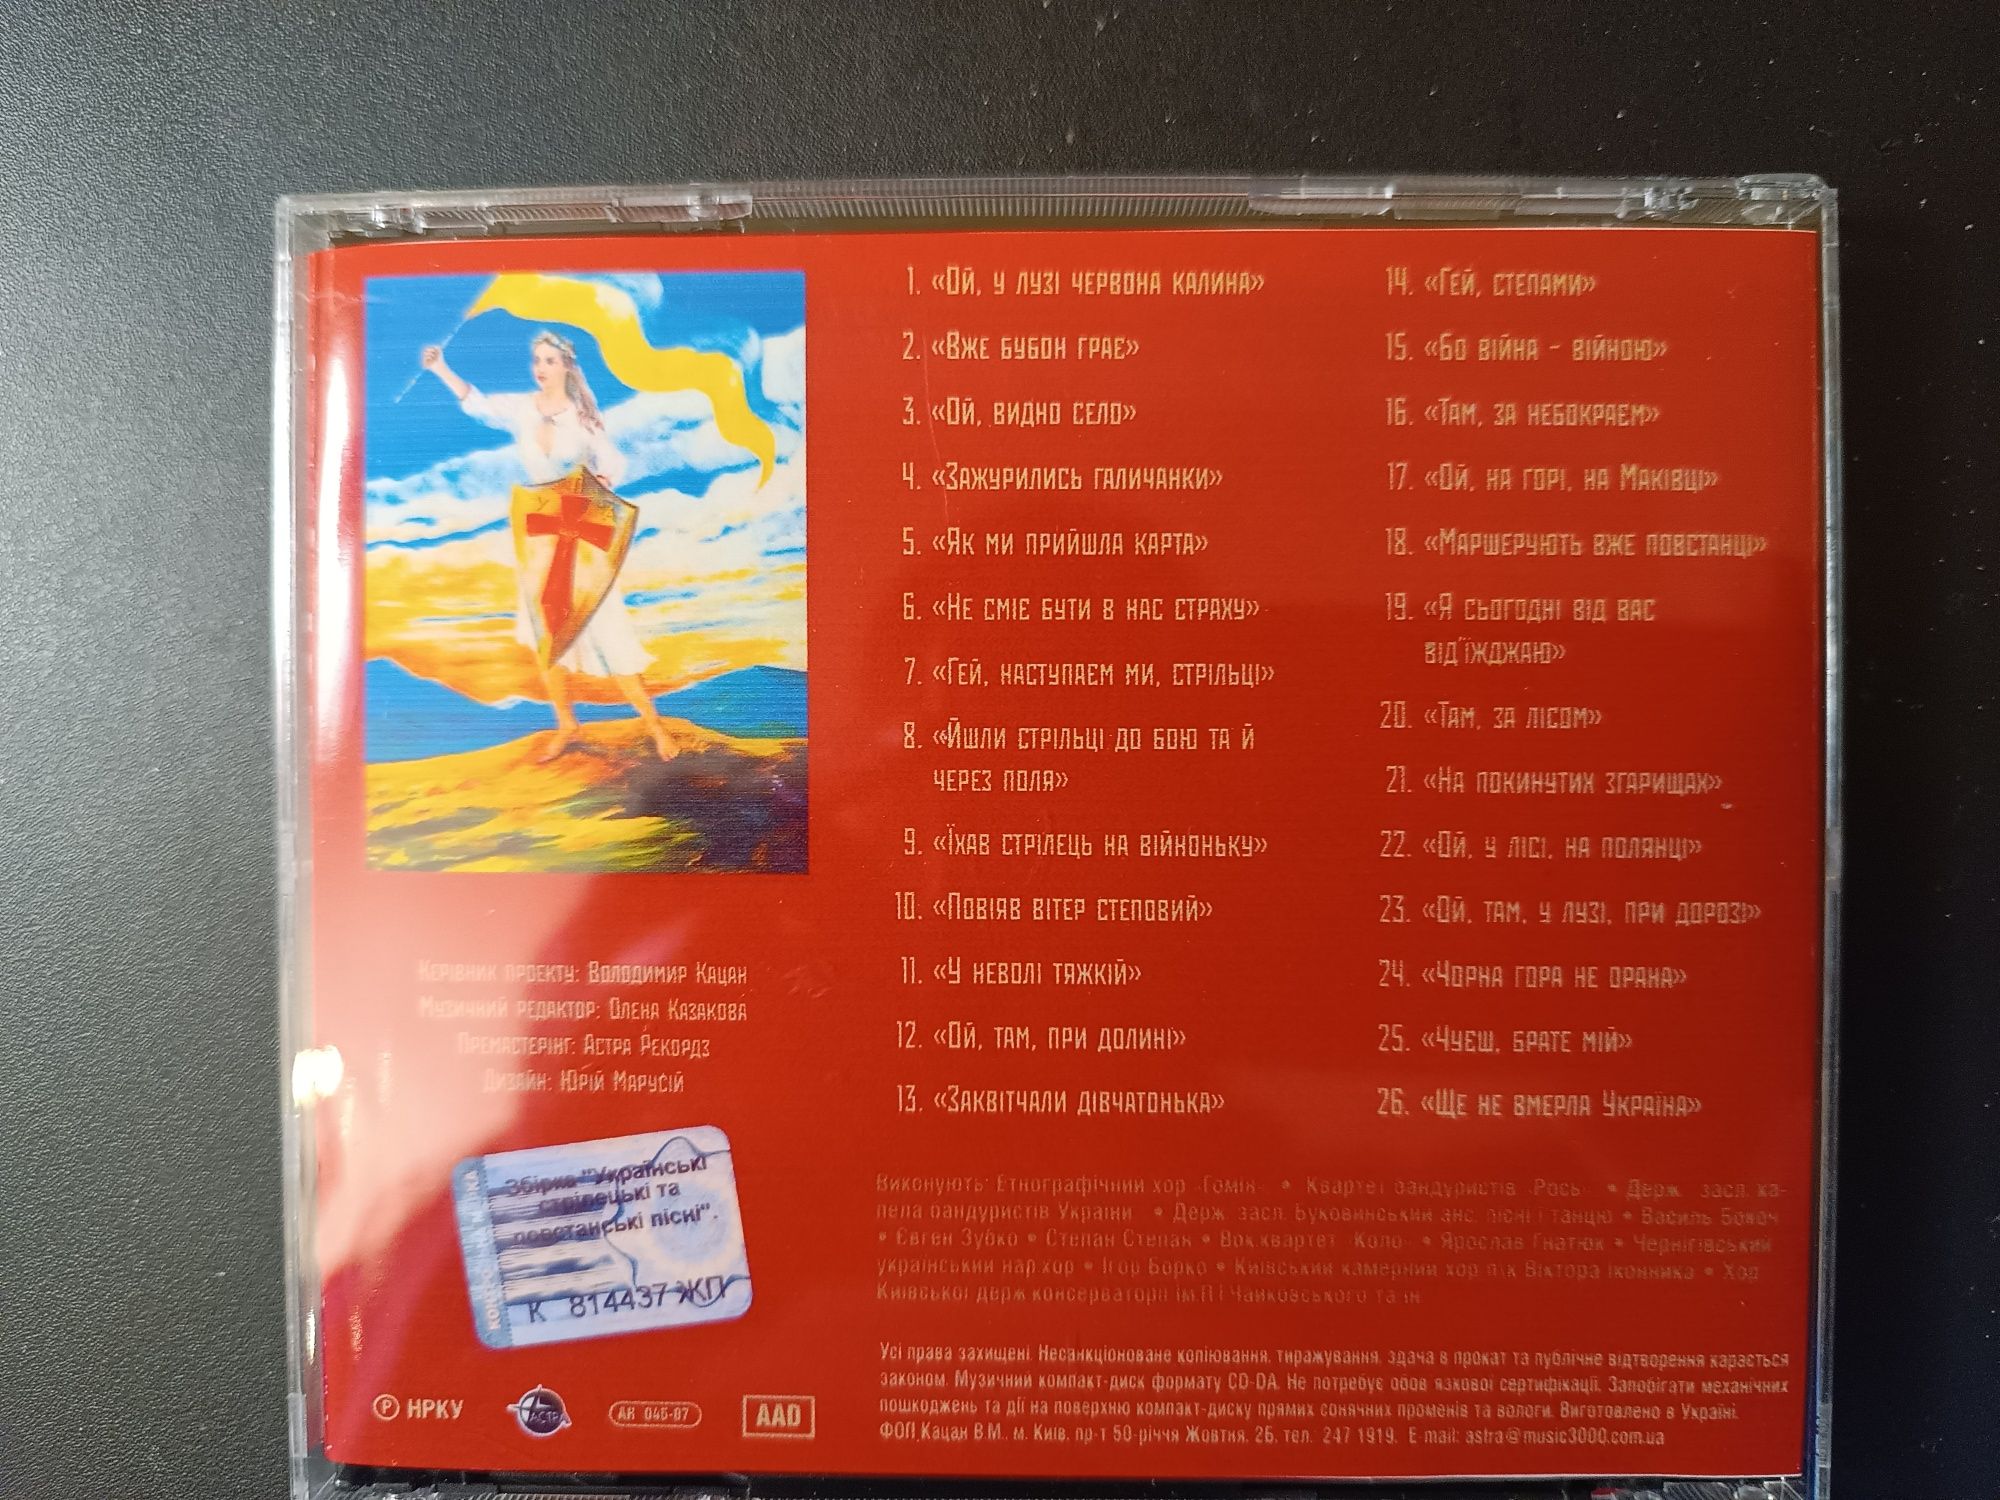 1. «Ой, у лузі червона калина»
2. «Вже бубон грає»
3. «Ой, видно село»
4. «Зажурились галичанки»
5. «Як ми прийшла карта»
6. «Не сміє бути в нас страху»
7. «Гей, наступаєм ми, стрільці»
8. «Йшли стрільці до бою та й
через поля»
9. «Їхав стрілець на війноньку»
10. «Повіяв вітер степовий»
11. «У неволі тяжкій»
12. «Ой, там, при долині»
13. «Заквітчали дівчатонька»
14. «Гей, степами»
15. «Бо війна - війною»
16. «Там, за небокраєм»
17. «Ой, на горі, на Маківці»
18. «Маршерують вже повстанці»
19. «Я сьогодні від вас
від'їжджаю»
20. «Там, за лісом»
21. «На покинутих згарищах»
22. «Ой, у лісі, на полянці»
23. «Ой, там, у лузі, при дорозі»
24. «Чорна гора не орана»
25. «Чуєш, брате мій»
26. «Ще не вмерла Україна»
Керівник проекту: Володимир Кацан
Музичний редактор: Олена Казакова
Премастерінг: Астра Рекордз
Дизайн: Юрій Марусій
Збірка "Українські
стрілецькі та
повстанські пісні".
К 814437 ЖП
Виконують: Етнографічний хор «Гомін» • Квартет бандуристів «Рось» • Держ. засл. ка-
пела бандуристів України • Держ. засл. Буковинський анс. пісні і танцю • Василь
• Євген • Степан Степан • Вок.квартет «Коло» • Ярослав Гнатюк • Чернігівський
український нар.хор • Ігор Борко • Київський камерний хор п/к Віктора Іконника • Хор
Київської держ.консерваторії ім.П.І.Чайковського та ін.
Усі права захищені. Несанкціоноване копіювання, тиражування, здача в прокат та публічне відтворення карається
законом. Музичний компакт-диск формату CD-DA. Не потребує обов'язкової сертифікації. Запобігати механічних
пошкоджень та дії на поверхню компакт-диску прямих сонячних променів та вологи. Виготовлено в Україні.
ФОП Кацан В.М., м. Київ, пр-т 50-річчя Жовтня, 2Б, тел. 247 1919. E-mail: astra@music3000.com.ua
Ⓟ НРКУ
АСТРА
AR 045-07
AAD